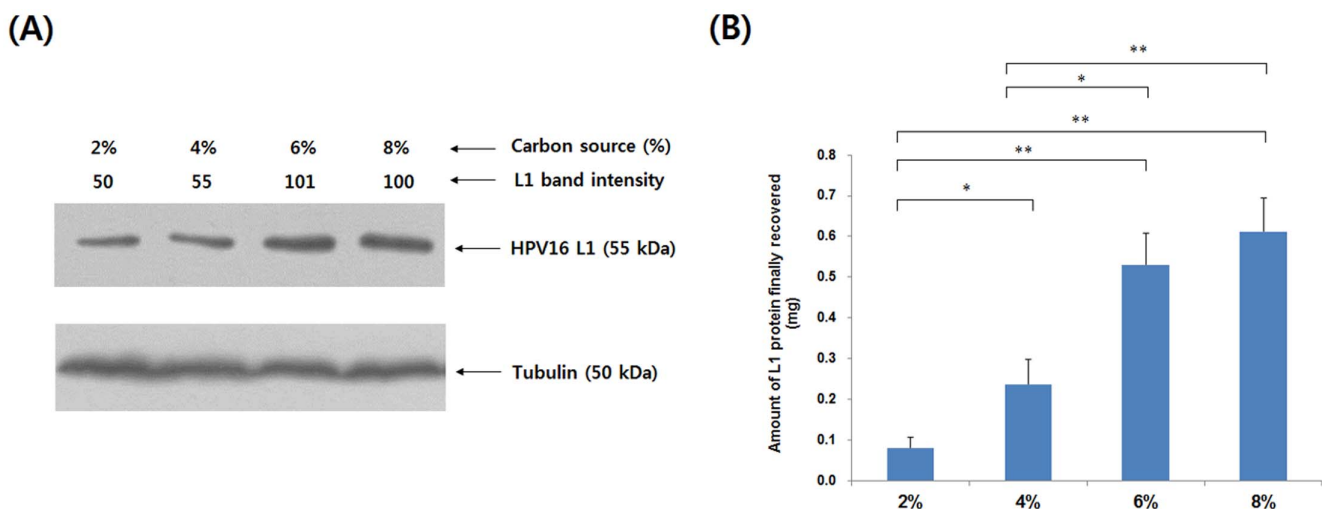 (A)
2% 4% 6% 8% Carbon source (%)
50 55 101 100 L1 band intensity
HPV16 L1 (55 kDa)
Tubulin (50 kDa)
(B)
**
*
**
**
*
Amount of L1 protein finally recovered
(mg)
0.8
0.7
0.6
0.5
0.4
0.3
0.2
0.1
0.0
2% 4% 6% 8%